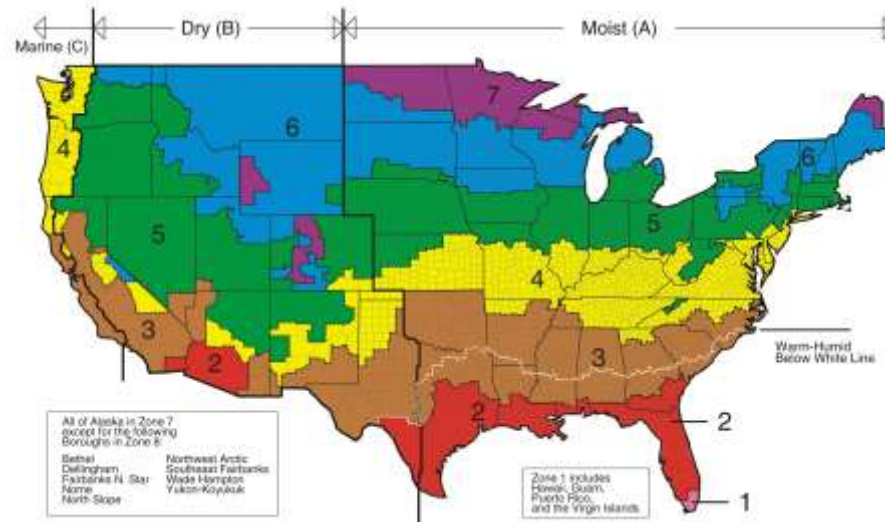 Dry (B)
Moist (A)
Marine (C)
7
6
6
4
5
5
4
3
3
Warm-Humid
Below White Line
2
2
2
All of Alaska in Zone 7
except for the following
Boroughs in Zone 8:
Bethel Northwest Arctic
Dellingham Southeast Fairbanks
Fairbanks N. Star Wade Hampton
Nome Yukon-Koyukuk
North Slope
Zone 1 includes
Hawaii, Guam,
Puerto Rico,
and the Virgin Islands
1